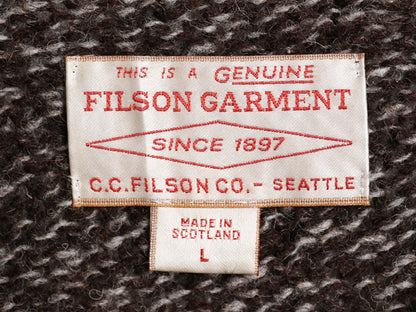 THIS IS A GENUINE
FILSON GARMENT
SINCE 1897
C.C.FILSON CO.- SEATTLE
MADE IN
SCOTLAND
L